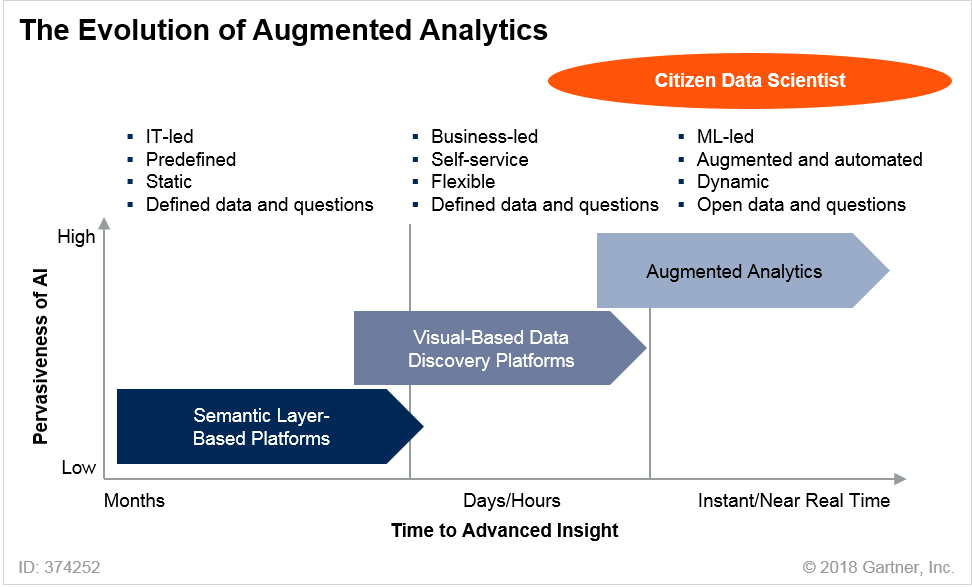 The Evolution of Augmented Analytics
Citizen Data Scientist
▪ IT-led
▪ Predefined
▪ Static
▪ Defined data and questions
▪ Business-led
▪ Self-service
▪ Flexible
▪ Defined data and questions
▪ ML-led
▪ Augmented and automated
▪ Dynamic
▪ Open data and questions
High
Pervasiveness of AI
Low
Augmented Analytics
Visual-Based Data
Discovery Platforms
Semantic Layer-
Based Platforms
Months
Days/Hours
Instant/Near Real Time
Time to Advanced Insight
ID: 374252
© 2018 Gartner, Inc.